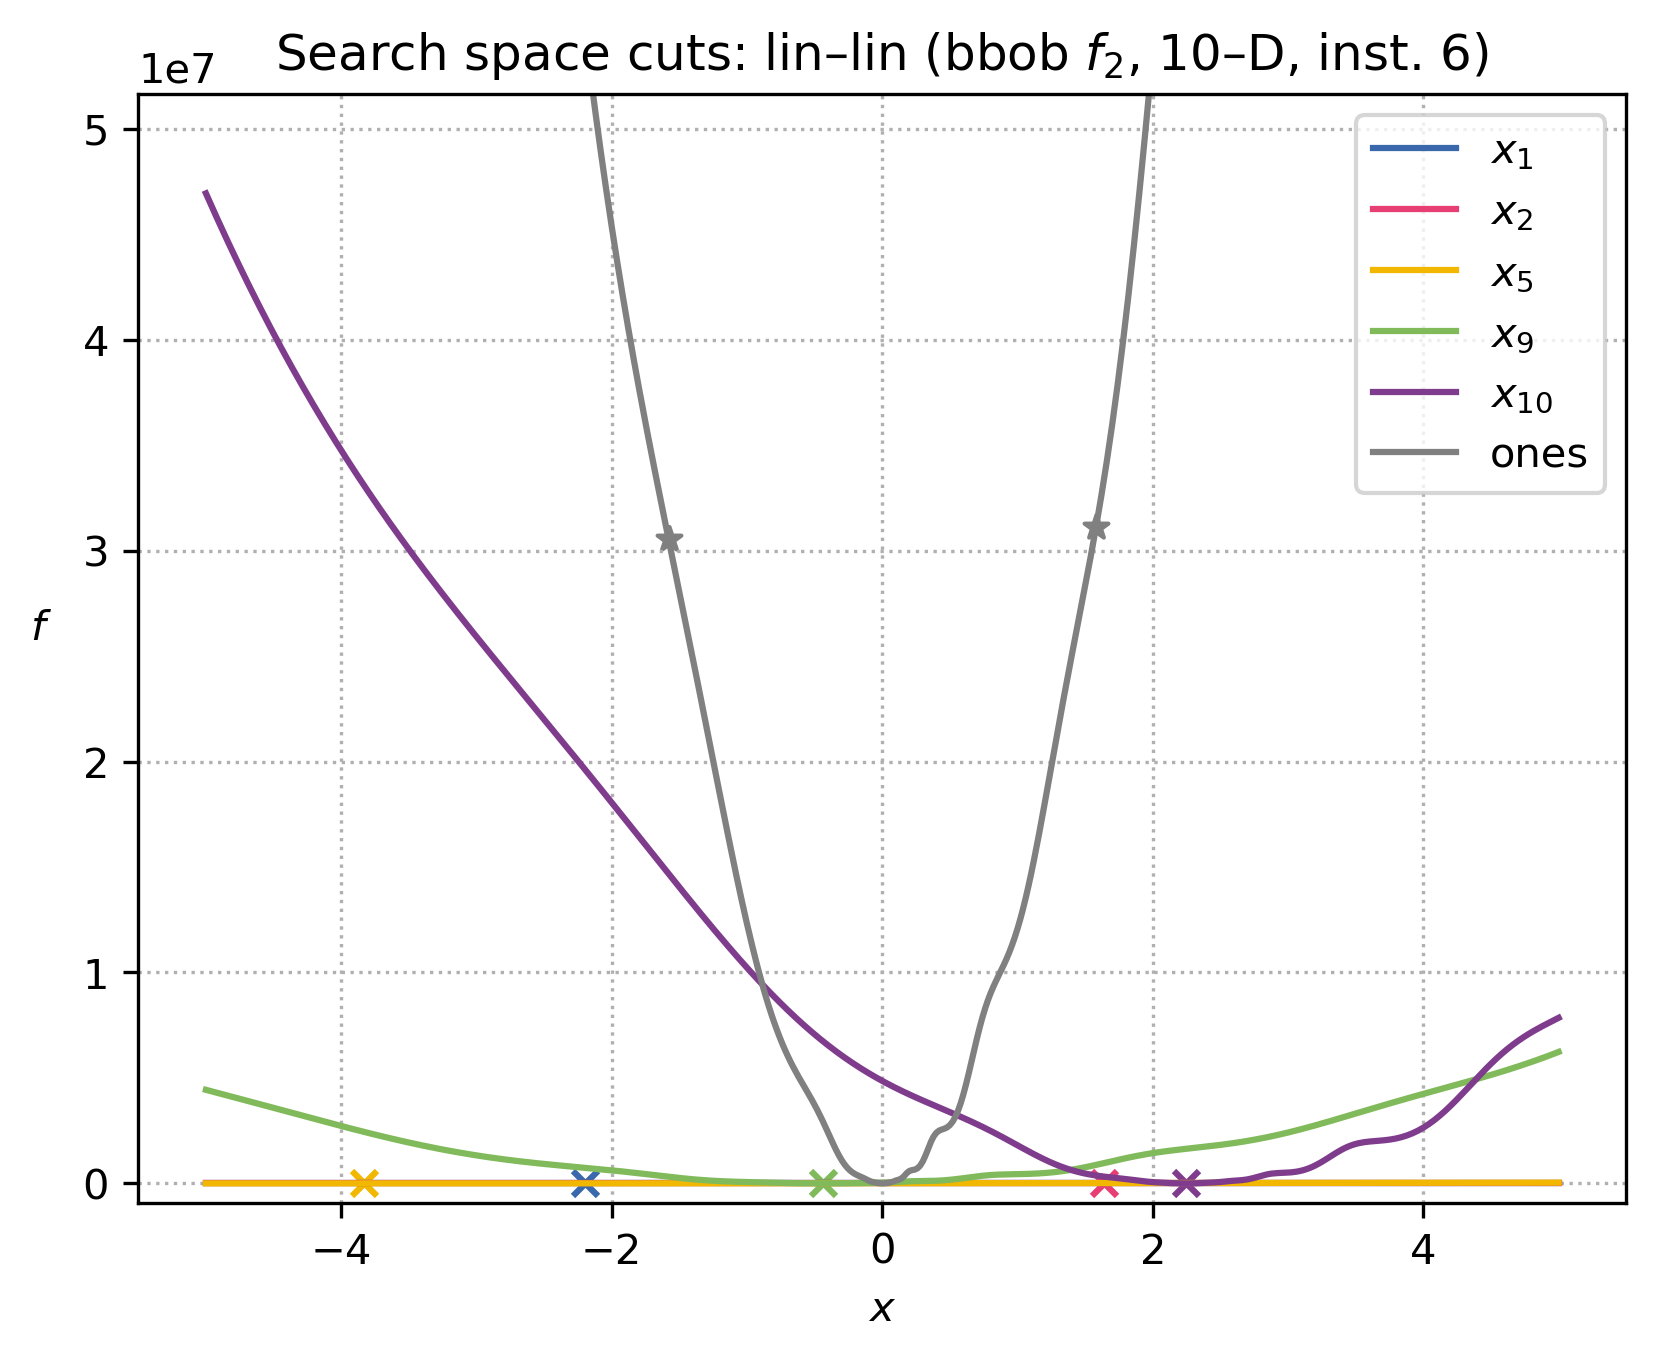 Search space cuts: lin–lin (bbob f₂, 10–D, inst. 6)
1e7
5
4
3
2
1
0
f
−4
−2
0
2
4
x
x₁
x₂
x₅
x₉
x₁₀
ones